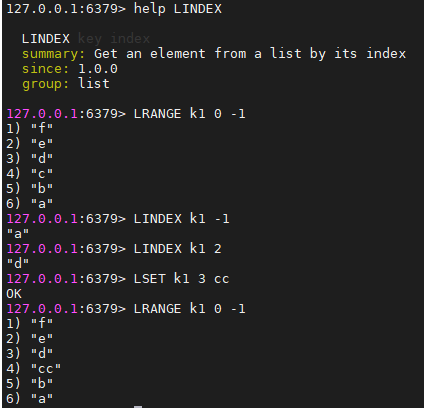 127.0.0.1:6379> help LINDEX
LINDEX key index
summary: Get an element from a list by its index
since: 1.0.0
group: list
127.0.0.1:6379> LRANGE k1 0 -1
1) "f"
2) "e"
3) "d"
4) "c"
5) "b"
6) "a"
127.0.0.1:6379> LINDEX k1 -1
"a"
127.0.0.1:6379> LINDEX k1 2
"d"
127.0.0.1:6379> LSET k1 3 cc
OK
127.0.0.1:6379> LRANGE k1 0 -1
1) "f"
2) "e"
3) "d"
4) "cc"
5) "b"
6) "a"